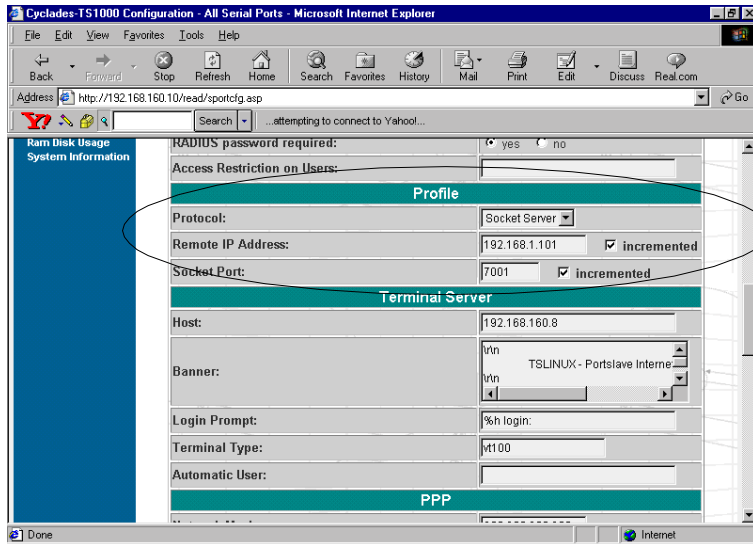 Cyclades-TS1000 Configuration - All Serial Ports - Microsoft Internet Explorer
File Edit View Favorites Tools Help
Back Forward Stop Refresh Home Search Favorites History Mail Print Edit Discuss Real.com
Address http://192.168.160.10/read/sportcfg.asp Go
Y! Search ...attempting to connect to Yahoo!...
Ram Disk Usage
System Information
RADIUS password required: yes no
Access Restriction on Users:
Profile
Protocol: Socket Server
Remote IP Address: 192.168.1.101 incremented
Socket Port: 7001 incremented
Terminal Server
Host: 192.168.160.8
Banner:
\r\n
TSLINUX - Portslave Interne
\r\n
Login Prompt: %h login:
Terminal Type: vt100
Automatic User:
PPP
Done Internet